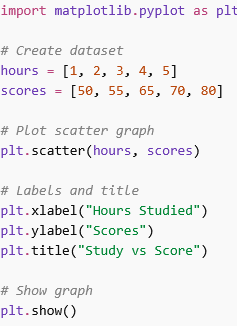 import matplotlib.pyplot as plt
# Create dataset
hours = [1, 2, 3, 4, 5]
scores = [50, 55, 65, 70, 80]
# Plot scatter graph
plt.scatter(hours, scores)
# Labels and title
plt.xlabel("Hours Studied")
plt.ylabel("Scores")
plt.title("Study vs Score")
# Show graph
plt.show()